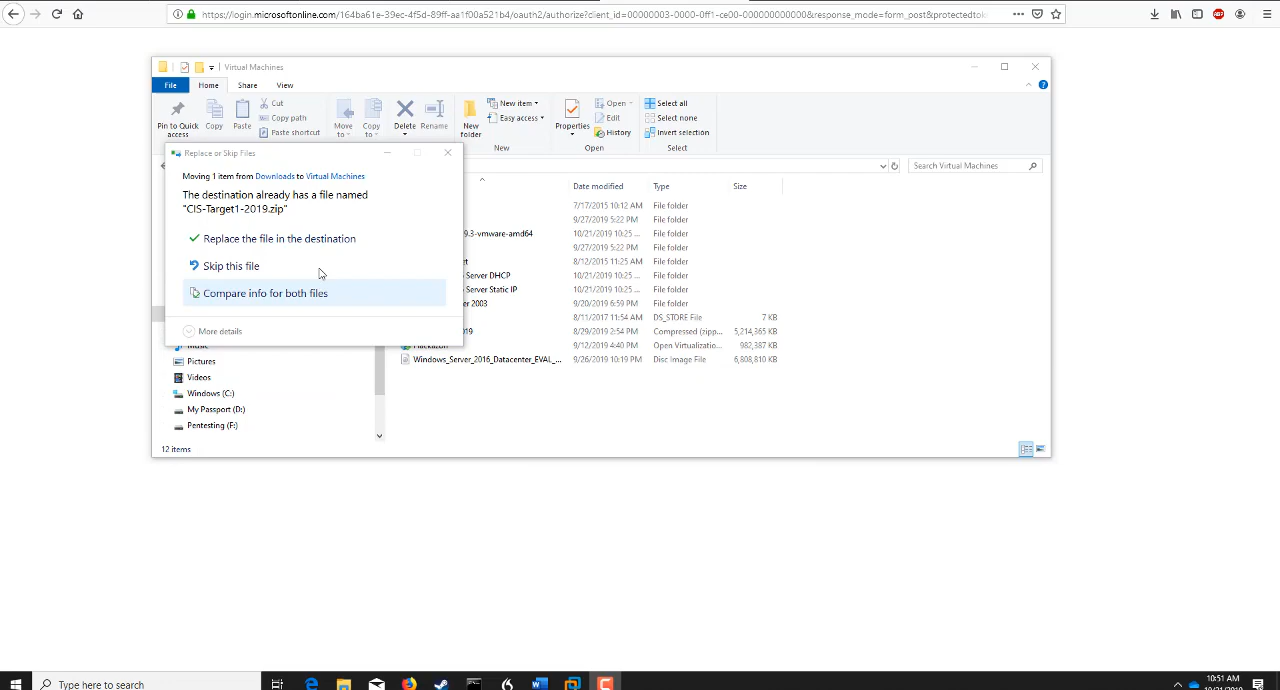 https://login.microsoftonline.com/164ba61e-39ec-4f5d-89ff-aa1f00a521b4/oauth2/authorize?client_id=00000003-0000-0ff1-ce00-000000000000&response_mode=form_post&protectedtok
ABP
Virtual Machines
File
Home
Share
View
Pin to Quick access
Copy
Paste
Cut
Copy path
Paste shortcut
Move to
Copy to
Delete
Rename
New folder
New item
Easy access
New
Properties
Open
Edit
History
Open
Select all
Select none
Invert selection
Select
Search Virtual Machines
Replace or Skip Files
Moving 1 item from Downloads to Virtual Machines
The destination already has a file named
"CIS-Target1-2019.zip"
Replace the file in the destination
Skip this file
Compare info for both files
More details
Date modified Type Size
7/17/2015 10:12 AM File folder
9/27/2019 5:22 PM File folder
9.3-vmware-amd64 10/21/2019 10:25 ... File folder
9/27/2019 5:22 PM File folder
8/12/2015 11:25 AM File folder
Server DHCP 10/21/2019 10:25 ... File folder
Server Static IP 10/21/2019 10:25 ... File folder
2003 9/20/2019 6:59 PM File folder
8/11/2017 11:54 AM DS_STORE File 7 KB
019 8/29/2019 2:54 PM Compressed (zipp... 5,214,365 KB
9/12/2019 4:40 PM Open Virtualizatio... 982,387 KB
Windows_Server_2016_Datacenter_EVAL_... 9/26/2019 10:19 PM Disc Image File 6,808,810 KB
Music
Pictures
Videos
Windows (C:)
My Passport (D:)
Pentesting (F:)
12 items
Type here to search
10:51 AM
10/21/2019